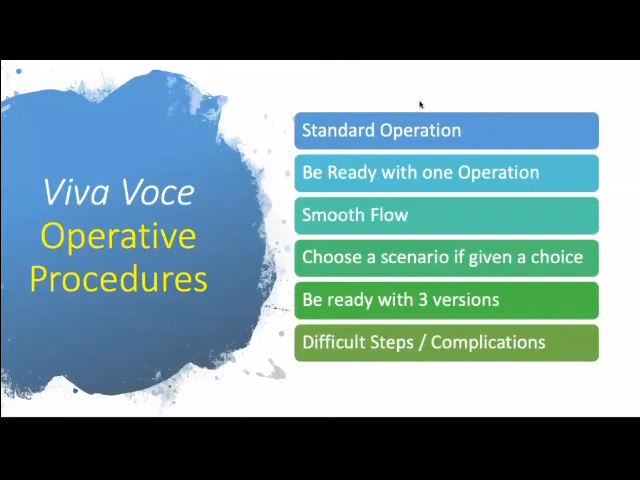 Viva Voce
Operative
Procedures
Standard Operation
Be Ready with one Operation
Smooth Flow
Choose a scenario if given a choice
Be ready with 3 versions
Difficult Steps / Complications